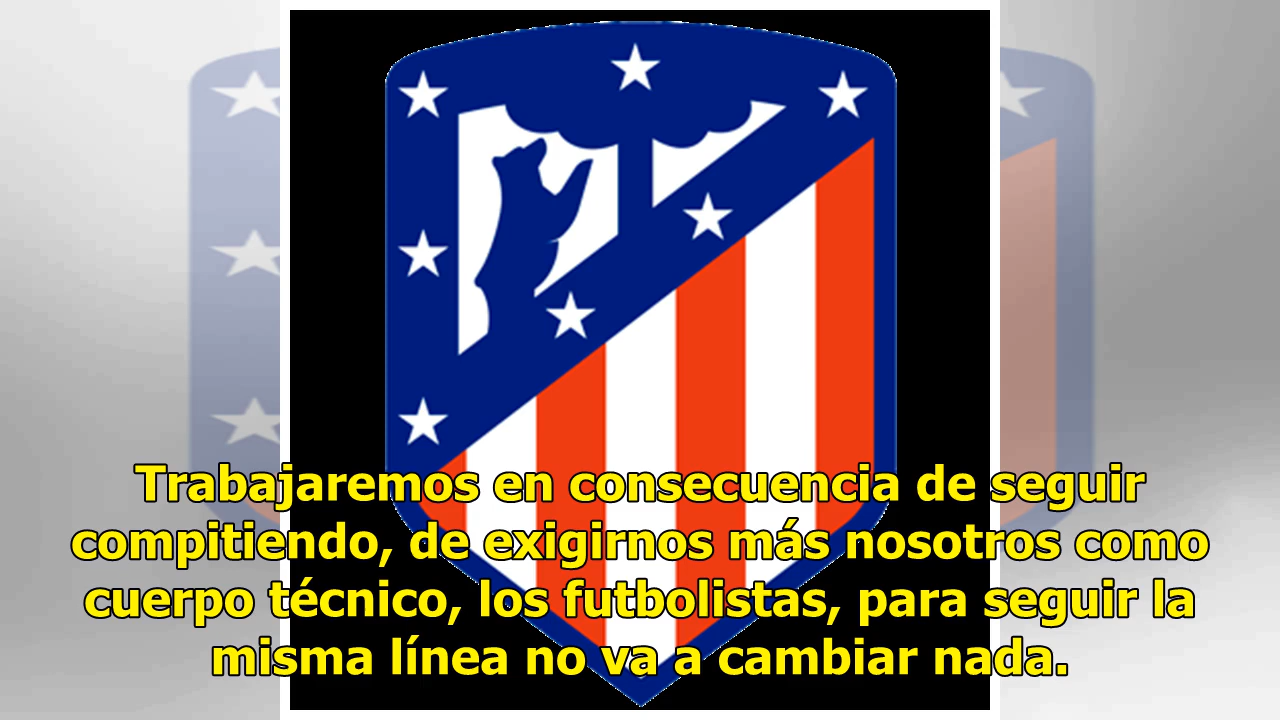 Trabajaremos en consecuencia de seguir
compitiendo, de exigirnos más nosotros como
cuerpo técnico, los futbolistas, para seguir la
misma línea no va a cambiar nada.